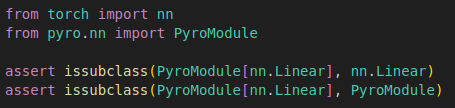 from torch import nn
from pyro.nn import PyroModule

assert issubclass(PyroModule[nn.Linear], nn.Linear)
assert issubclass(PyroModule[nn.Linear], PyroModule)